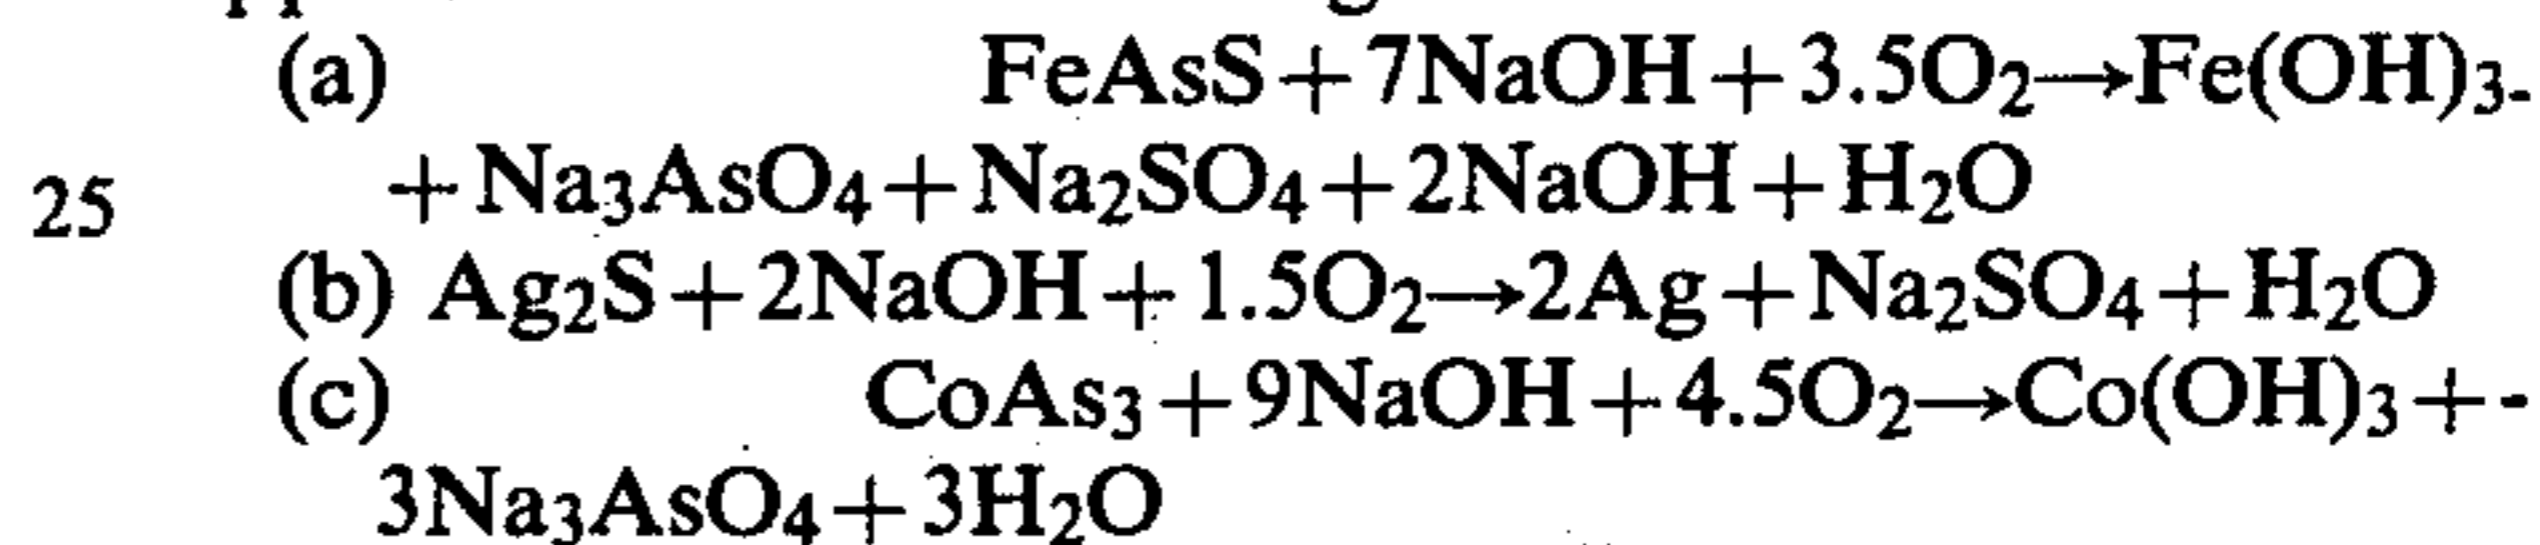 (a) FeAsS+7NaOH+3.5O₂→Fe(OH)₃-
25 +Na₃AsO₄+Na₂SO₄+2NaOH+H₂O
(b) Ag₂S+2NaOH+1.5O₂→2Ag+Na₂SO₄+H₂O
(c) CoAs₃+9NaOH+4.5O₂→Co(OH)₃+-
3Na₃AsO₄+3H₂O